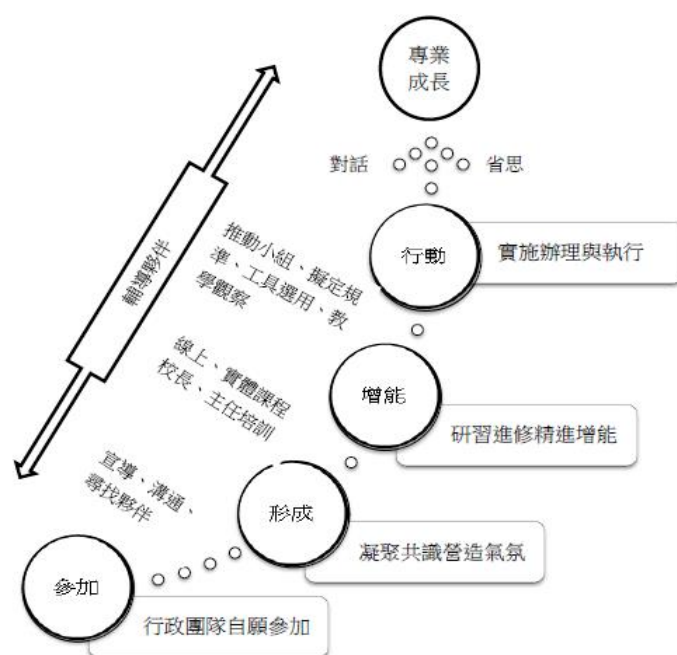 專業
成長
對話
省思
行動
實施辦理與執行
推動小組、擬定規
準、工具選用、教
學觀察
輔導夥伴
增能
研習進修精進增能
線上、實體課程
校長、主任培訓
形成
凝聚共識營造氣氛
宣導、溝通、
尋找夥伴
參加
行政團隊自願參加